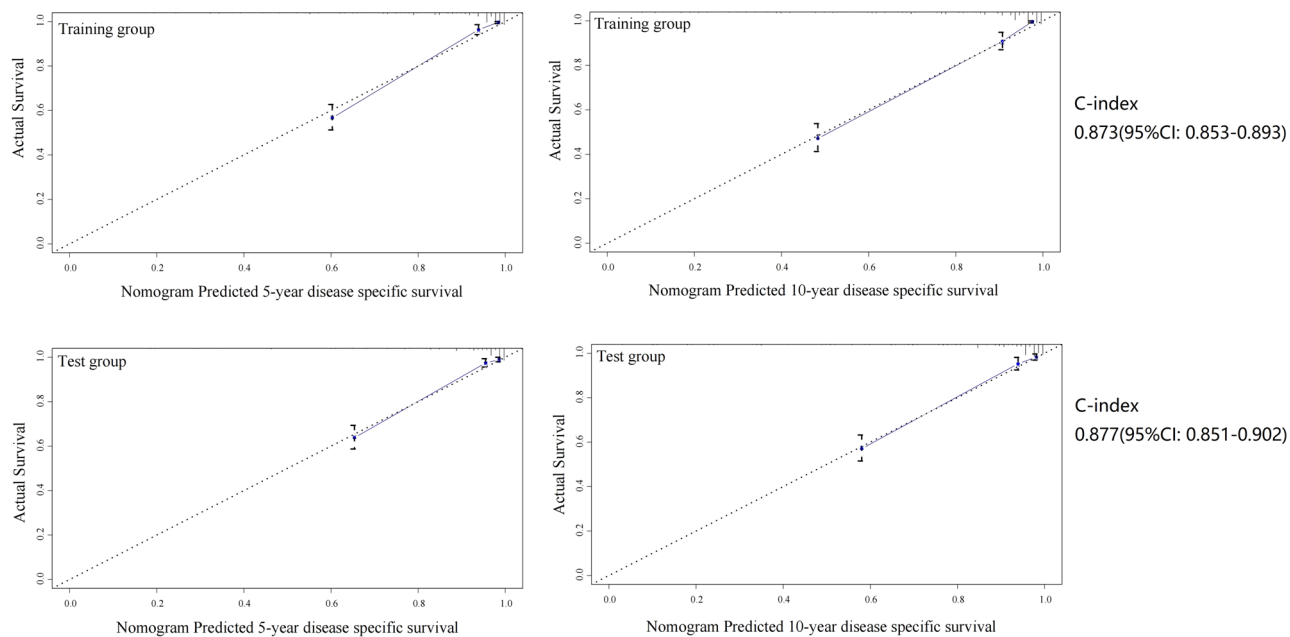 Training group
1.0
0.8
0.6
0.4
0.2
0.0
Actual Survival
0.0 0.2 0.4 0.6 0.8 1.0
Nomogram Predicted 5-year disease specific survival
Training group
1.0
0.8
0.6
0.4
0.2
0.0
Actual Survival
0.0 0.2 0.4 0.6 0.8 1.0
Nomogram Predicted 10-year disease specific survival
C-index
0.873(95%CI: 0.853-0.893)
Test group
1.0
0.8
0.6
0.4
0.2
0.0
Actual Survival
0.0 0.2 0.4 0.6 0.8 1.0
Nomogram Predicted 5-year disease specific survival
Test group
1.0
0.8
0.6
0.4
0.2
0.0
Actual Survival
0.0 0.2 0.4 0.6 0.8 1.0
Nomogram Predicted 10-year disease specific survival
C-index
0.877(95%CI: 0.851-0.902)